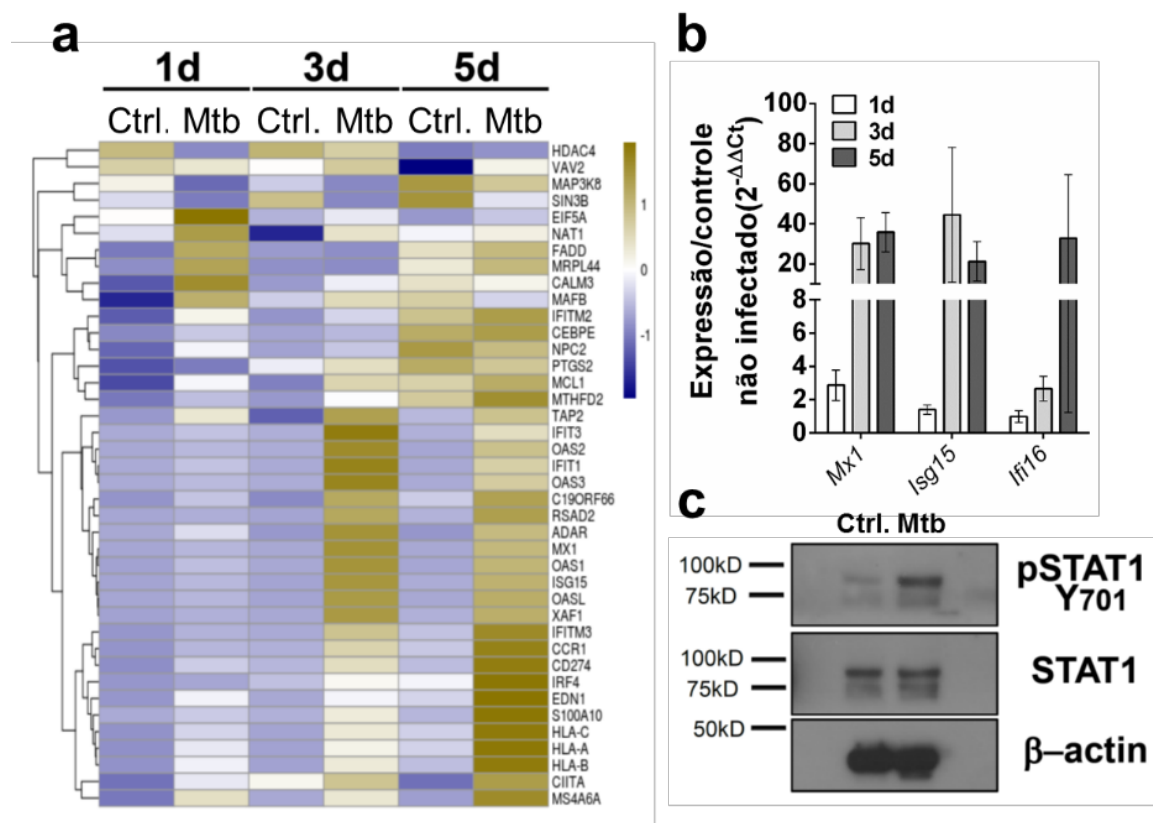 a
1d 3d 5d
Ctrl. Mtb Ctrl. Mtb Ctrl. Mtb
HDAC4
VAV2
MAP3K8
SIN3B
EIF5A
NAT1
FADD
MRPL44
CALM3
MAFB
IFITM2
CEBPE
NPC2
PTGS2
MCL1
MTHFD2
TAP2
IFIT3
OAS2
IFIT1
OAS3
C19ORF66
RSAD2
ADAR
MX1
OAS1
ISG15
OASL
XAF1
IFITM3
CCR1
CD274
IRF4
EDN1
S100A10
HLA-C
HLA-A
HLA-B
CIITA
MS4A6A
1
0
-1
b
Expressão/controle
não infectado(2-ΔΔCt)
100
80
60
40
20
8
6
4
2
0
1d
3d
5d
Mx1 Isg15 Ifi16
c
Ctrl. Mtb
100kD
75kD
pSTAT1
Y701
100kD
75kD
STAT1
50kD
β–actin